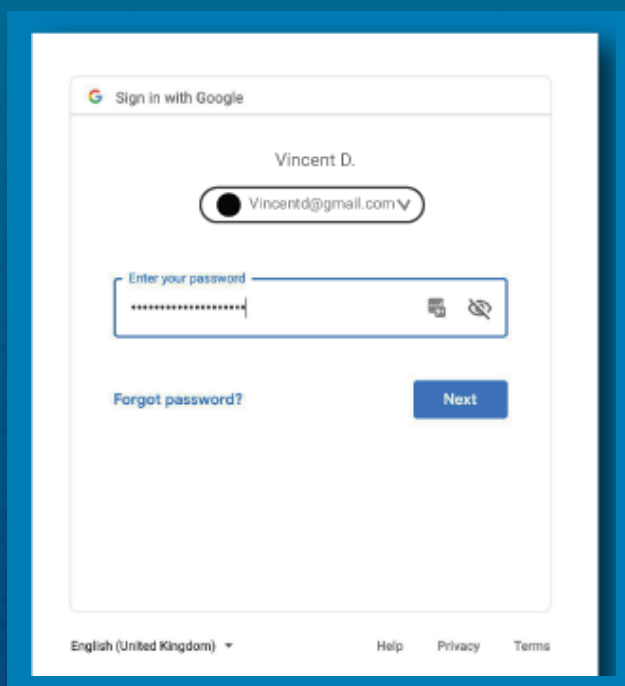 Sign in with Google
Vincent D.
Vincentd@gmail.com
Enter your password
••••••••••••••••••••
Forgot password? Next
English (United Kingdom) Help Privacy Terms